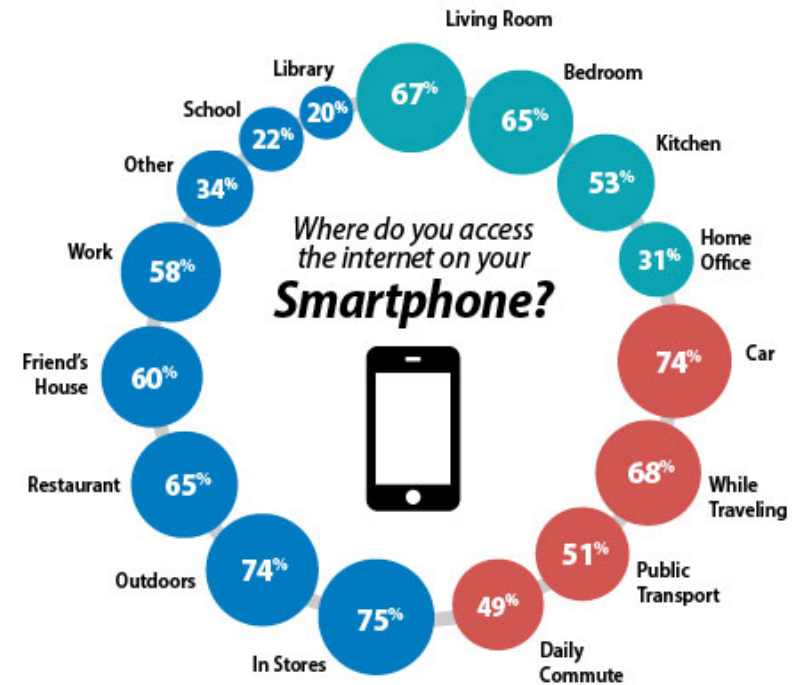 Where do you access
the internet on your
Smartphone?
Living Room
67%
Bedroom
65%
Kitchen
53%
Home
Office
31%
Car
74%
While
Traveling
68%
Public
Transport
51%
Daily
Commute
49%
In Stores
75%
Outdoors
74%
Restaurant
65%
Friend's
House
60%
Work
58%
Other
34%
School
22%
Library
20%